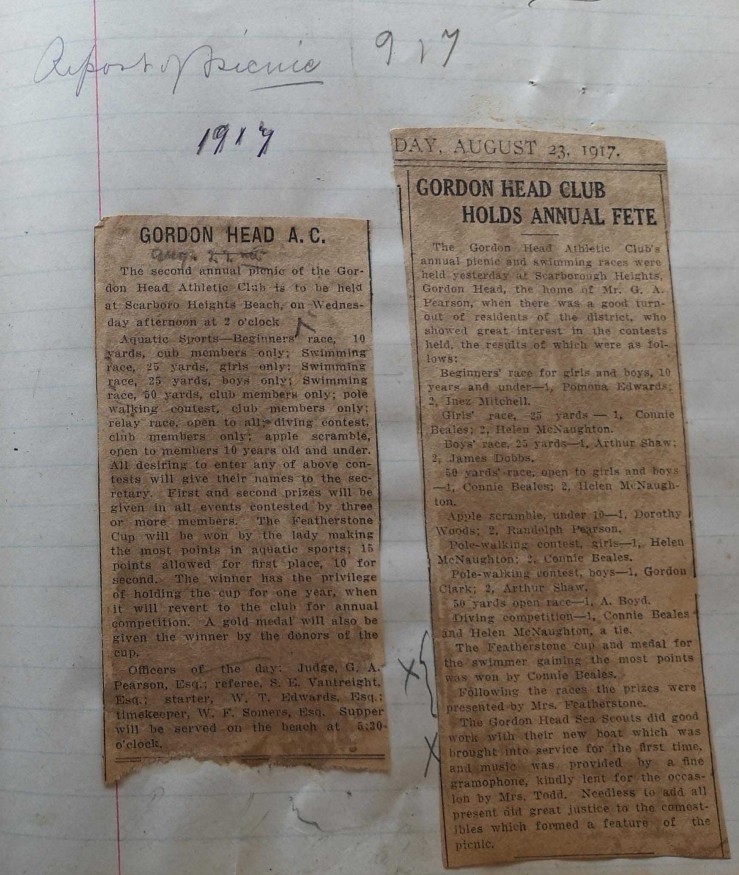 Report of Picnic 1917
1917
GORDON HEAD A. C.
Aug. 22nd
The second annual picnic of the Gor-
don Head Athletic Club is to be held
at Scarboro Heights Beach, on Wednes-
day afternoon at 2 o'clock
Aquatic Sports—Beginners' race, 10
yards, cub members only; Swimming
race, 25 yards, girls only; Swimming
race, 25 yards, boys only; Swimming
race, 50 yards, club members only; pole
walking contest, club members only;
relay race, open to all; diving contest,
club members only; apple scramble,
open to members 10 years old and under.
All desiring to enter any of above con-
tests will give their names to the sec-
retary. First and second prizes will be
given in all events contested by three
or more members. The Featherstone
Cup will be won by the lady making
the most points in aquatic sports; 15
points allowed for first place, 10 for
second. The winner has the privilege
of holding the cup for one year, when
it will revert to the club for annual
competition. A gold medal will also be
given the winner by the donors of the
cup.
Officers of the day: Judge, G. A.
Pearson, Esq.; referee, S. E. Vantreight,
Esq.; starter, W. T. Edwards, Esq.;
timekeeper, W. F. Somers, Esq. Supper
will be served on the beach at 5:30
o'clock.
DAY, AUGUST 23, 1917.
GORDON HEAD CLUB
HOLDS ANNUAL FETE
The Gordon Head Athletic Club's
annual picnic and swimming races were
held yesterday at Scarborough Heights,
Gordon Head, the home of Mr. G. A.
Pearson, when there was a good turn-
out of residents of the district, who
showed great interest in the contests
held, the results of which were as fol-
lows:
Beginners' race for girls and boys, 10
years and under—1, Pomona Edwards;
2, Inez Mitchell.
Girls' race, 25 yards—1, Connie
Beales; 2, Helen McNaughton.
Boys' race, 25 yards—1, Arthur Shaw;
2, James Dobbs.
50 yards' race, open to girls and boys
—1, Connie Beales; 2, Helen McNaugh-
ton.
Apple scramble, under 10—1, Dorothy
Woods; 2, Randolph Pearson.
Pole-walking contest, girls—1, Helen
McNaughton; 2, Connie Beales.
Pole-walking contest, boys—1, Gordon
Clark; 2, Arthur Shaw.
50 yards open race—1, A. Boyd.
Diving competition—1, Connie Beales
and Helen McNaughton, a tie.
The Featherstone cup and medal for
the swimmer gaining the most points
was won by Connie Beales.
Following the races the prizes were
presented by Mrs. Featherstone.
The Gordon Head Sea Scouts did good
work with their new boat which was
brought into service for the first time,
and music was provided by a fine
gramophone, kindly lent for the occas-
ion by Mrs. Todd. Needless to add all
present did great justice to the comest-
ibles which formed a feature of the
picnic.